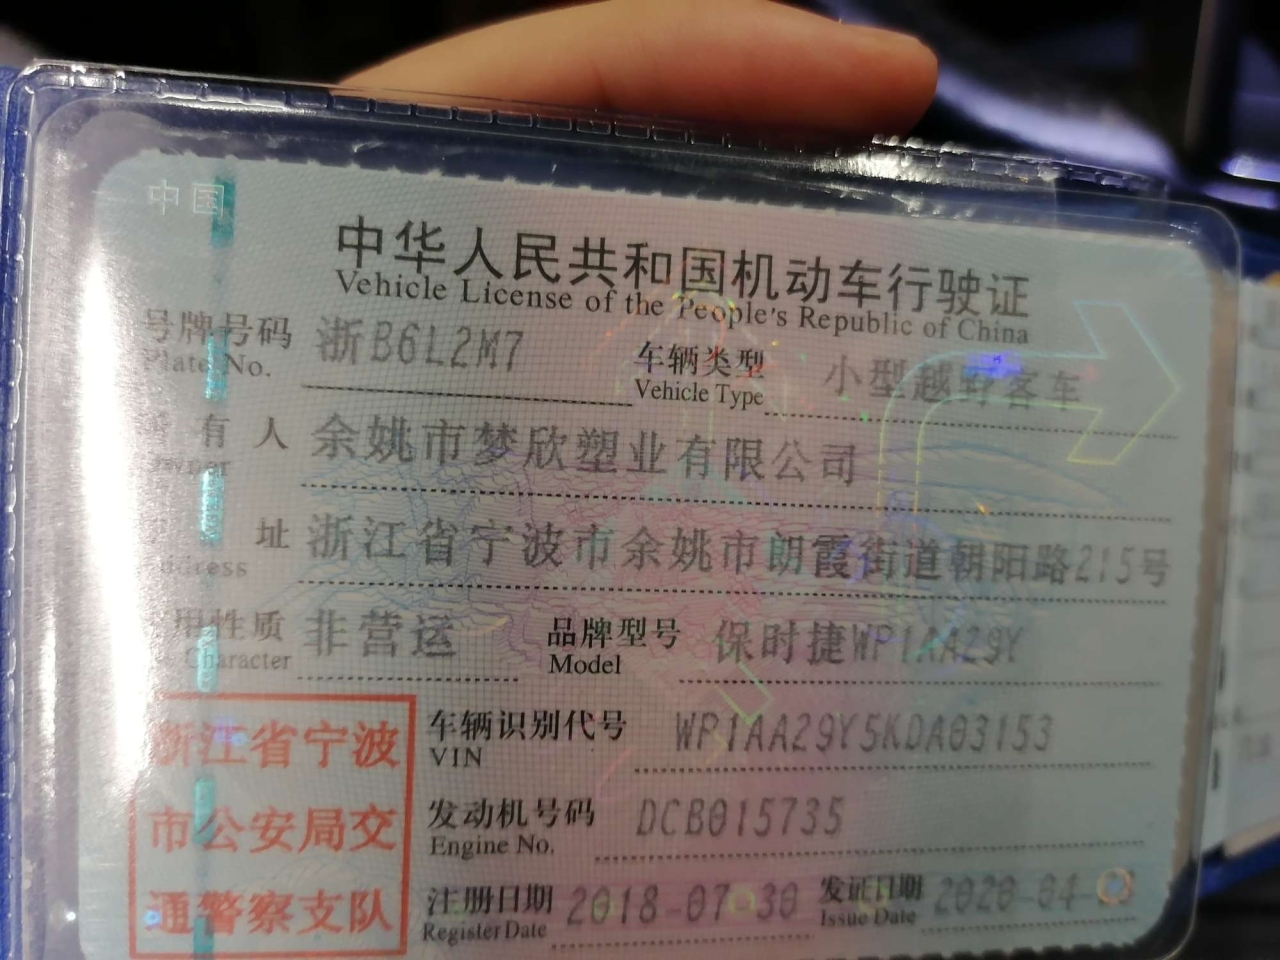 中国
中华人民共和国机动车行驶证
Vehicle License of the People's Republic of China
号牌号码 浙B6L2M7 车辆类型 小型越野客车
Plate No. Vehicle Type
有人 余姚市梦欣塑业有限公司
Owner
址 浙江省宁波市余姚市朗霞街道朝阳路215号
Address
用性质 非营运 品牌型号 保时捷WP1AA29Y
Character Model
浙江省宁波
市公安局交
通警察支队
车辆识别代号 WP1AA29Y5KDA03153
VIN
发动机号码 DCB015735
Engine No.
注册日期 2018-07-30 发证日期 2020-04-
Register Date Issue Date